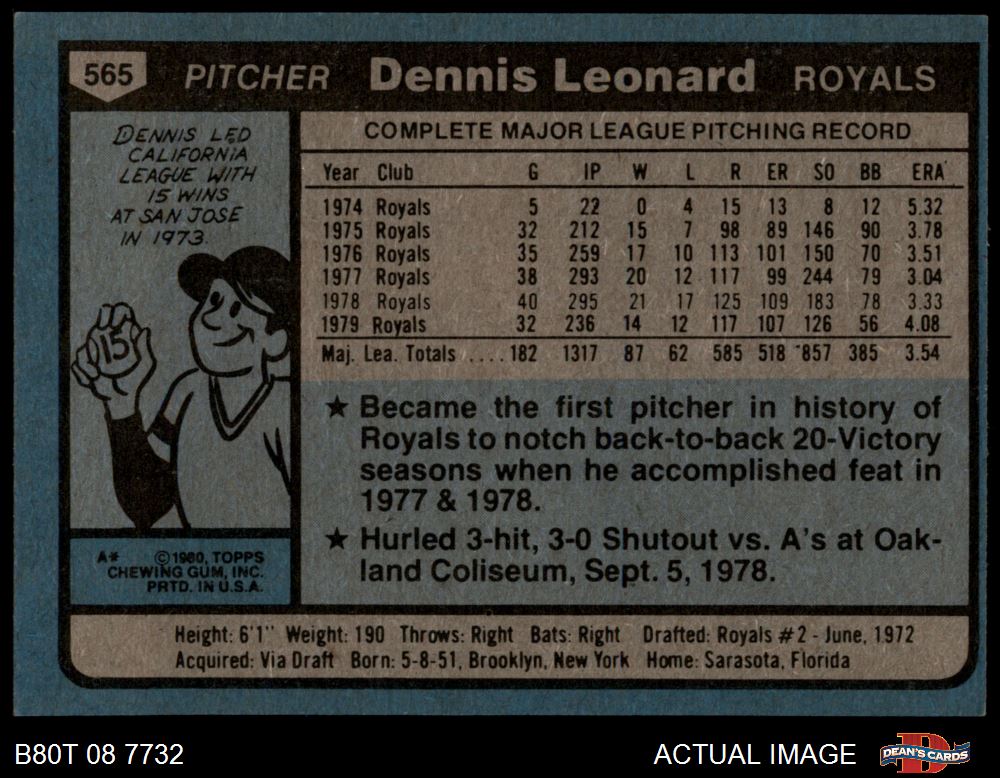 565 PITCHER Dennis Leonard ROYALS
DENNIS LED
CALIFORNIA
LEAGUE WITH
15 WINS
AT SAN JOSE
IN 1973.
15
A* ©1980, TOPPS
CHEWING GUM, INC.
PRTD. IN U.S.A.
COMPLETE MAJOR LEAGUE PITCHING RECORD
Year Club G IP W L R ER SO BB ERA
1974 Royals 5 22 0 4 15 13 8 12 5.32
1975 Royals 32 212 15 7 98 89 146 90 3.78
1976 Royals 35 259 17 10 113 101 150 70 3.51
1977 Royals 38 293 20 12 117 99 244 79 3.04
1978 Royals 40 295 21 17 125 109 183 78 3.33
1979 Royals 32 236 14 12 117 107 126 56 4.08
Maj. Lea. Totals ....182 1317 87 62 585 518 857 385 3.54
★ Became the first pitcher in history of
Royals to notch back-to-back 20-Victory
seasons when he accomplished feat in
1977 & 1978.
★ Hurled 3-hit, 3-0 Shutout vs. A's at Oak-
land Coliseum, Sept. 5, 1978.
Height: 6'1" Weight: 190 Throws: Right Bats: Right Drafted: Royals #2 - June, 1972
Acquired: Via Draft Born: 5-8-51, Brooklyn, New York Home: Sarasota, Florida
B80T 08 7732 ACTUAL IMAGE DEAN'S CARDS